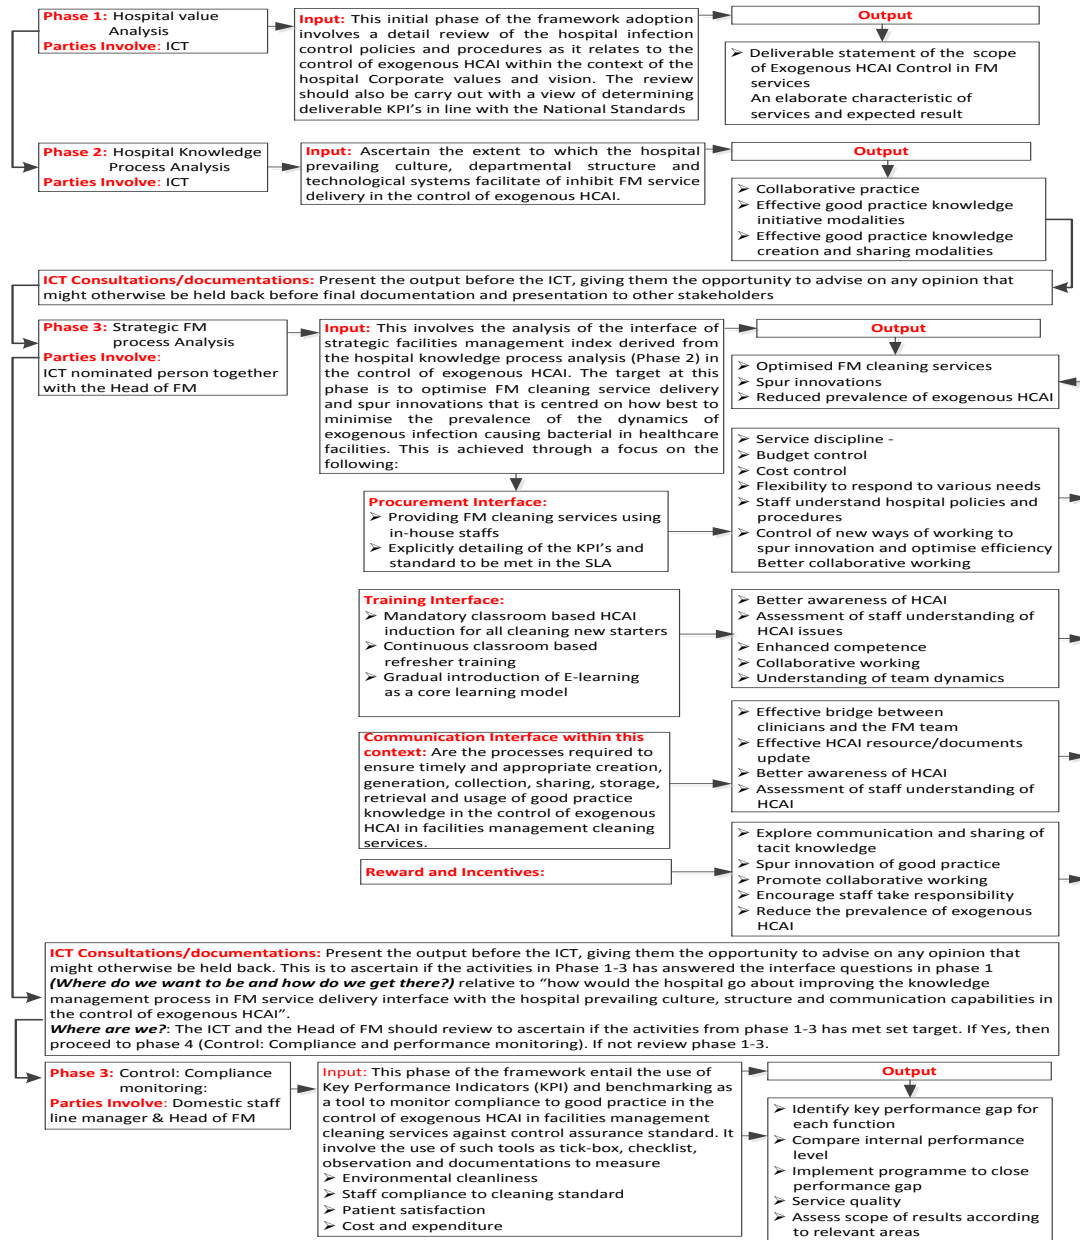 Phase 1: Hospital value
Analysis
Parties Involve: ICT
Input: This initial phase of the framework adoption
involves a detail review of the hospital infection
control policies and procedures as it relates to the
control of exogenous HCAI within the context of the
hospital Corporate values and vision. The review
should also be carry out with a view of determining
deliverable KPI's in line with the National Standards
Output
➢ Deliverable statement of the scope
of Exogenous HCAI Control in FM
services
An elaborate characteristic of
services and expected result
Phase 2: Hospital Knowledge
Process Analysis
Parties Involve: ICT
Input: Ascertain the extent to which the hospital
prevailing culture, departmental structure and
technological systems facilitate of inhibit FM service
delivery in the control of exogenous HCAI.
Output
➢ Collaborative practice
➢ Effective good practice knowledge
initiative modalities
➢ Effective good practice knowledge
creation and sharing modalities
ICT Consultations/documentations: Present the output before the ICT, giving them the opportunity to advise on any opinion that
might otherwise be held back before final documentation and presentation to other stakeholders
Phase 3: Strategic FM
process Analysis
Parties Involve:
ICT nominated person together
with the Head of FM
Input: This involves the analysis of the interface of
strategic facilities management index derived from
the hospital knowledge process analysis (Phase 2) in
the control of exogenous HCAI. The target at this
phase is to optimise FM cleaning service delivery
and spur innovations that is centred on how best to
minimise the prevalence of the dynamics of
exogenous infection causing bacterial in healthcare
facilities. This is achieved through a focus on the
following:
Output
➢ Optimised FM cleaning services
➢ Spur innovations
➢ Reduced prevalence of exogenous HCAI
Procurement Interface:
➢ Providing FM cleaning services using
in-house staffs
➢ Explicitly detailing of the KPI's and
standard to be met in the SLA
➢ Service discipline -
➢ Budget control
➢ Cost control
➢ Flexibility to respond to various needs
➢ Staff understand hospital policies and
procedures
➢ Control of new ways of working to
spur innovation and optimise efficiency
Better collaborative working
Training Interface:
➢ Mandatory classroom based HCAI
induction for all cleaning new starters
➢ Continuous classroom based
refresher training
➢ Gradual introduction of E-learning
as a core learning model
➢ Better awareness of HCAI
➢ Assessment of staff understanding of
HCAI issues
➢ Enhanced competence
➢ Collaborative working
➢ Understanding of team dynamics
Communication Interface within this
context: Are the processes required to
ensure timely and appropriate creation,
generation, collection, sharing, storage,
retrieval and usage of good practice
knowledge in the control of exogenous
HCAI in facilities management cleaning
services.
➢ Effective bridge between
clinicians and the FM team
➢ Effective HCAI resource/documents
update
➢ Better awareness of HCAI
➢ Assessment of staff understanding of
HCAI
Reward and Incentives:
➢ Explore communication and sharing of
tacit knowledge
➢ Spur innovation of good practice
➢ Promote collaborative working
➢ Encourage staff take responsibility
➢ Reduce the prevalence of exogenous
HCAI
ICT Consultations/documentations: Present the output before the ICT, giving them the opportunity to advise on any opinion that
might otherwise be held back. This is to ascertain if the activities in Phase 1-3 has answered the interface questions in phase 1
(Where do we want to be and how do we get there?) relative to "how would the hospital go about improving the knowledge
management process in FM service delivery interface with the hospital prevailing culture, structure and communication capabilities in
the control of exogenous HCAI".
Where are we?: The ICT and the Head of FM should review to ascertain if the activities from phase 1-3 has met set target. If Yes, then
proceed to phase 4 (Control: Compliance and performance monitoring). If not review phase 1-3.
Phase 3: Control: Compliance
monitoring:
Parties Involve: Domestic staff
line manager & Head of FM
Input: This phase of the framework entail the use of
Key Performance Indicators (KPI) and benchmarking as
a tool to monitor compliance to good practice in the
control of exogenous HCAI in facilities management
cleaning services against control assurance standard. It
involve the use of such tools as tick-box, checklist,
observation and documentations to measure
➢ Environmental cleanliness
➢ Staff compliance to cleaning standard
➢ Patient satisfaction
➢ Cost and expenditure
Output
➢ Identify key performance gap for
each function
➢ Compare internal performance
level
➢ Implement programme to close
performance gap
➢ Service quality
➢ Assess scope of results according
to relevant areas